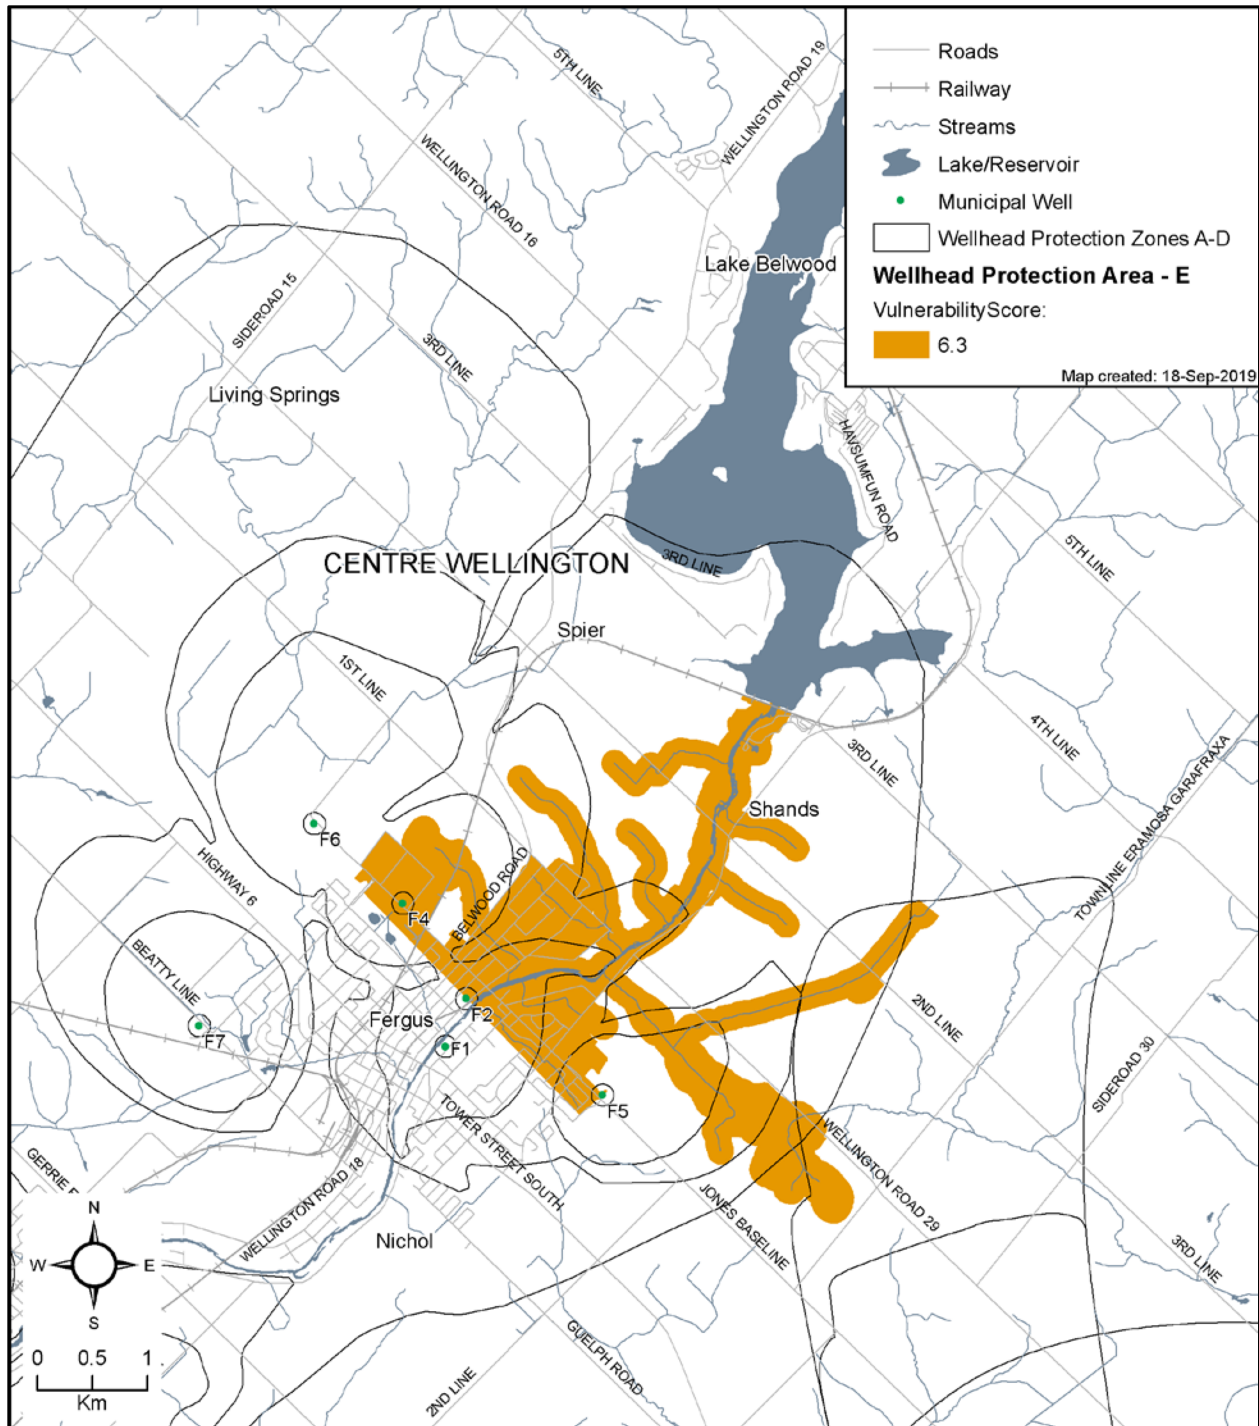 Roads
Railway
Streams
Lake/Reservoir
Municipal Well
Wellhead Protection Zones A-D
Wellhead Protection Area - E
VulnerabilityScore:
6.3
Map created: 18-Sep-2019
5TH LINE
WELLINGTON ROAD 19
WELLINGTON ROAD 16
Lake Belwood
SIDEROAD 15
3RD LINE
Living Springs
HAVSUMFUN ROAD
CENTRE WELLINGTON
3RD LINE
5TH LINE
Spier
1ST LINE
4TH LINE
3RD LINE
TOWNLINE ERAMOSA GARAFRAXA
Shands
F6
HIGHWAY 6
BELWOOD ROAD
F4
BEATTY LINE
2ND LINE
F2
Fergus
F7
F1
SIDEROAD 30
F5
TOWER STREET SOUTH
WELLINGTON ROAD 29
GERRIE
WELLINGTON ROAD 18
JONES BASELINE
Nichol
3RD LINE
GUELPH ROAD
2ND LINE
N
W
E
S
0 0.5 1
Km